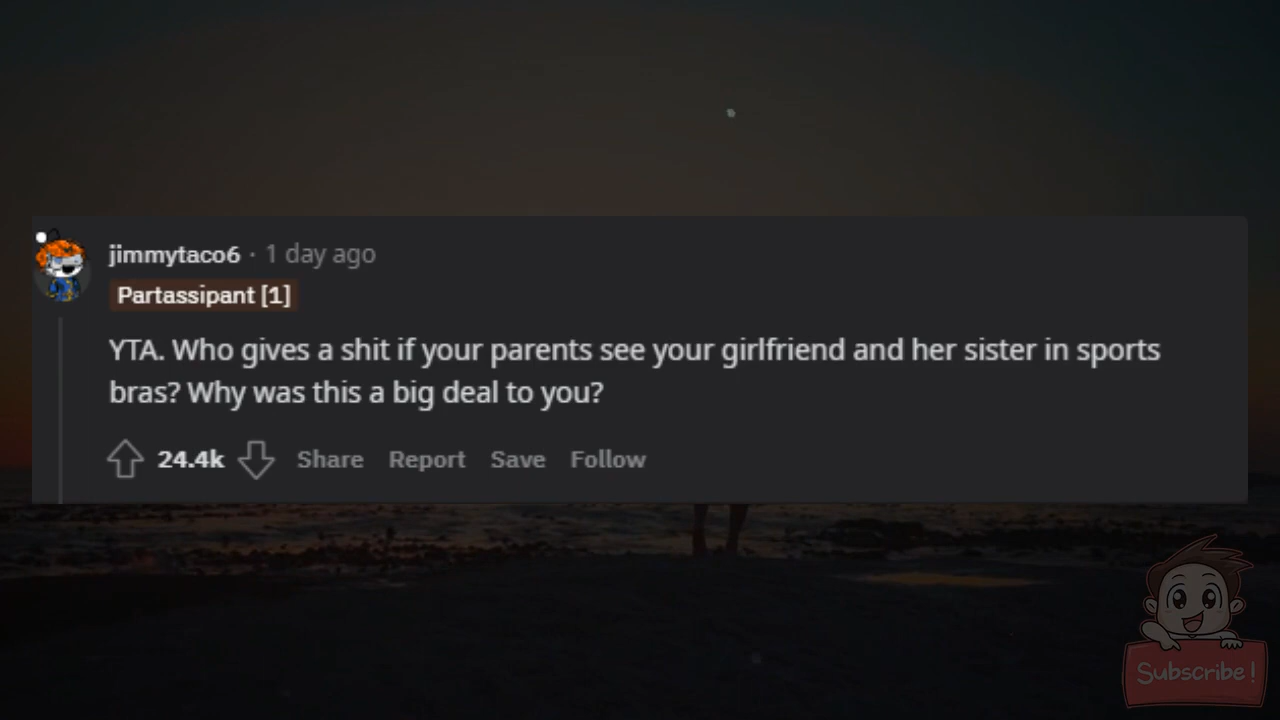 jimmytaco6 · 1 day ago
Partassipant [1]
YTA. Who gives a shit if your parents see your girlfriend and her sister in sports
bras? Why was this a big deal to you?
24.4k Share Report Save Follow
Subscribe!